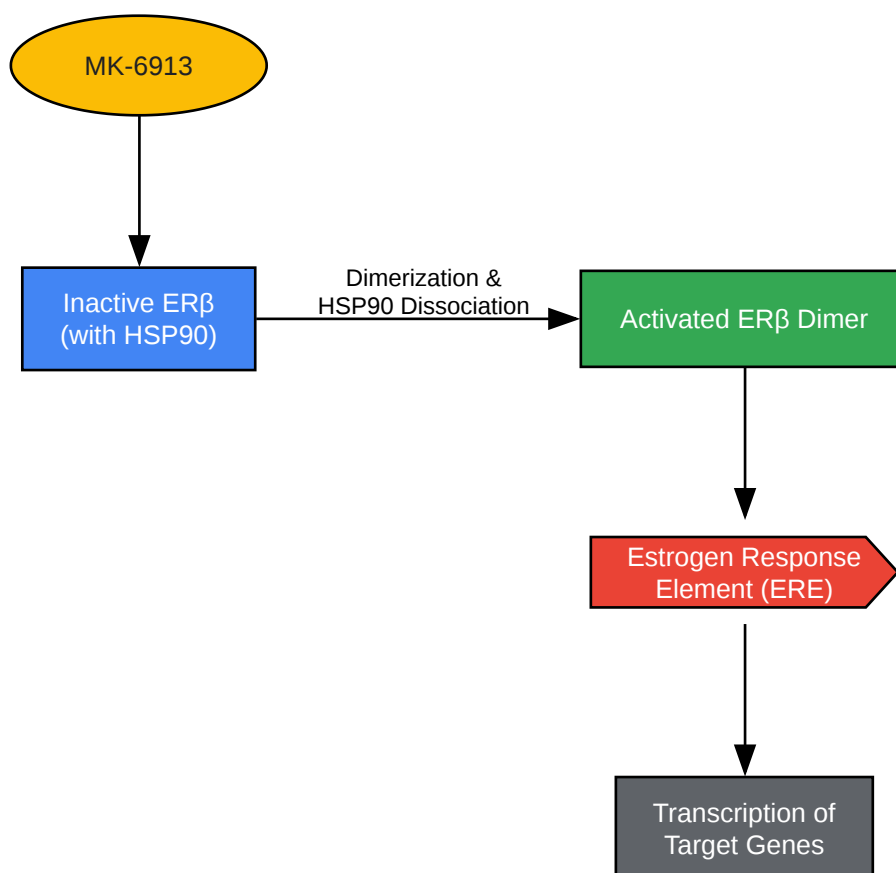 MK-6913
Inactive ERβ
(with HSP90)
Dimerization &
HSP90 Dissociation
Activated ERβ Dimer
Estrogen Response
Element (ERE)
Transcription of
Target Genes